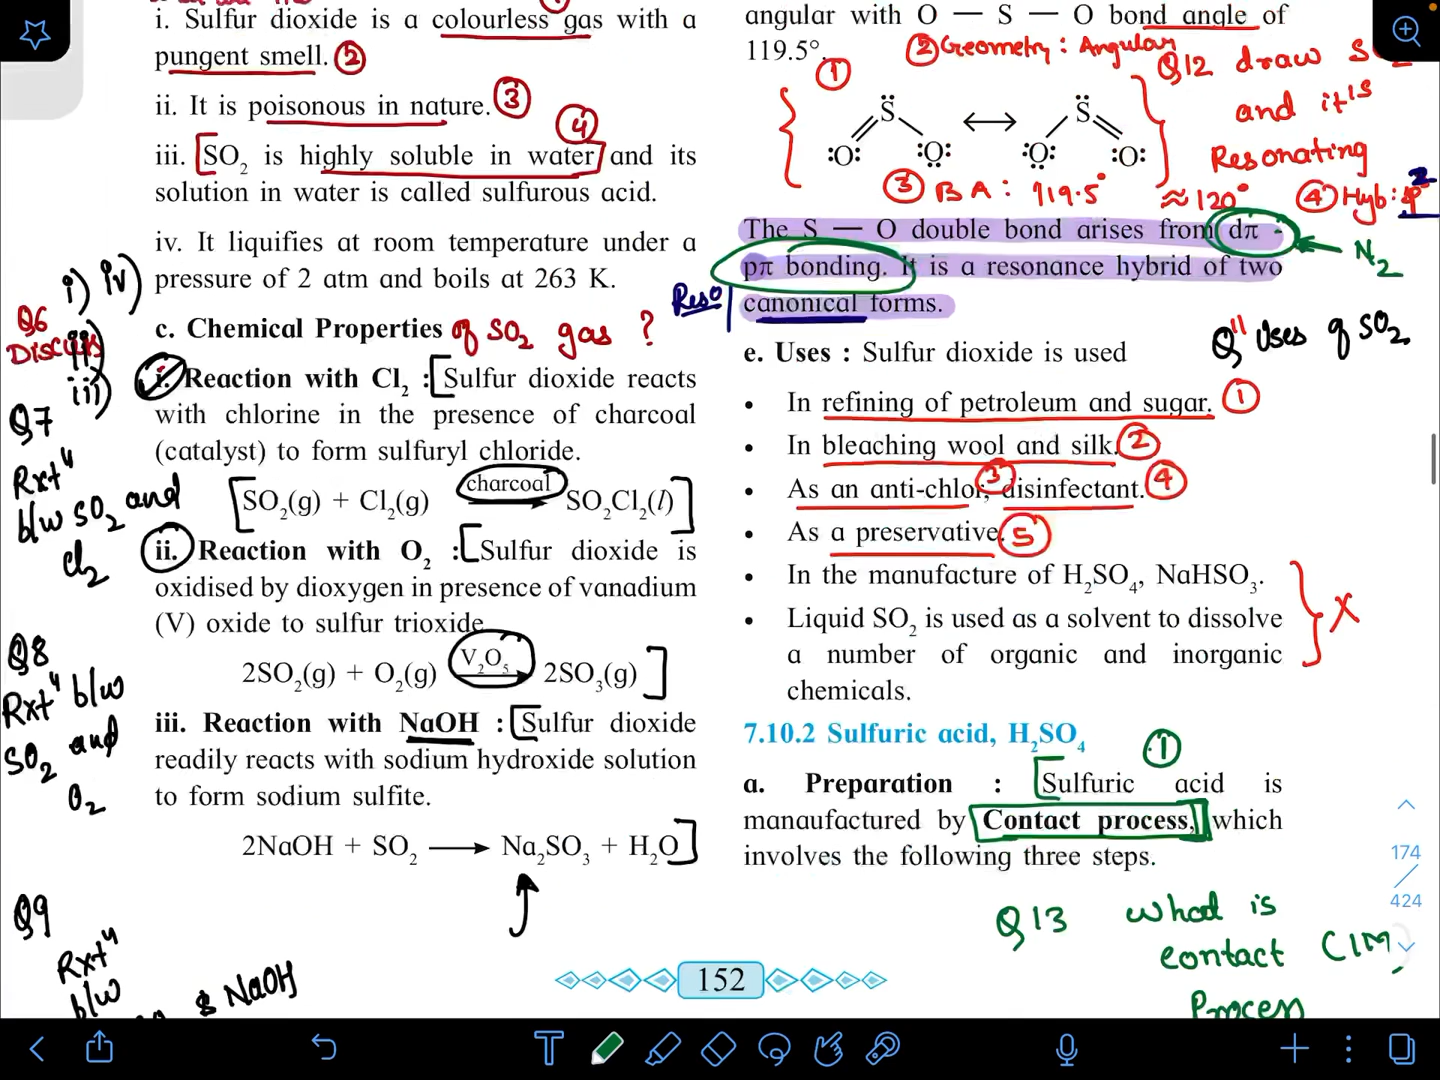 i. Sulfur dioxide is a colourless gas with a
pungent smell. ②
ii. It is poisonous in nature. ③
④
iii. [SO₂ is highly soluble in water] and its
solution in water is called sulfurous acid.
iv. It liquifies at room temperature under a
pressure of 2 atm and boils at 263 K.
i) iv)
ii)
iii)
Q6
Discuss
c. Chemical Properties of SO₂ gas ?
i. Reaction with Cl₂ : [Sulfur dioxide reacts
with chlorine in the presence of charcoal
(catalyst) to form sulfuryl chloride.
[SO₂(g) + Cl₂(g) charcoal → SO₂Cl₂(l)]
Q7
Rxtⁿ
b/w SO₂ and
Cl₂
ii. Reaction with O₂ : [Sulfur dioxide is
oxidised by dioxygen in presence of vanadium
(V) oxide to sulfur trioxide
2SO₂(g) + O₂(g) V₂O₅ → 2SO₃(g)]
Q8
Rxtⁿ b/w
SO₂ and
O₂
iii. Reaction with NaOH : [Sulfur dioxide
readily reacts with sodium hydroxide solution
to form sodium sulfite.
2NaOH + SO₂ ⟶ Na₂SO₃ + H₂O]
Q9
Rxtⁿ
b/w
& NaOH
angular with O — S — O bond angle of
119.5°.
② Geometry : Angular
①
S S
:O: :O: ↔ :O: :O:
③ BA : 119.5° ≈120°
④ Hyb: sp²
Q12 draw
and it's
Resonating
The S — O double bond arises from dπ -
pπ bonding. It is a resonance hybrid of two
canonical forms.
N₂
Reso
e. Uses : Sulfur dioxide is used
Q11 Uses of SO₂
• In refining of petroleum and sugar. ①
• In bleaching wool and silk. ②
• As an anti-chlor, ③ disinfectant. ④
• As a preservative. ⑤
• In the manufacture of H₂SO₄, NaHSO₃.
• Liquid SO₂ is used as a solvent to dissolve
a number of organic and inorganic
chemicals.
X
7.10.2 Sulfuric acid, H₂SO₄
①
a. Preparation : [Sulfuric acid is
manaufactured by Contact process, which
involves the following three steps.
Q13 What is
contact (1M)
Process
174
424
152
T